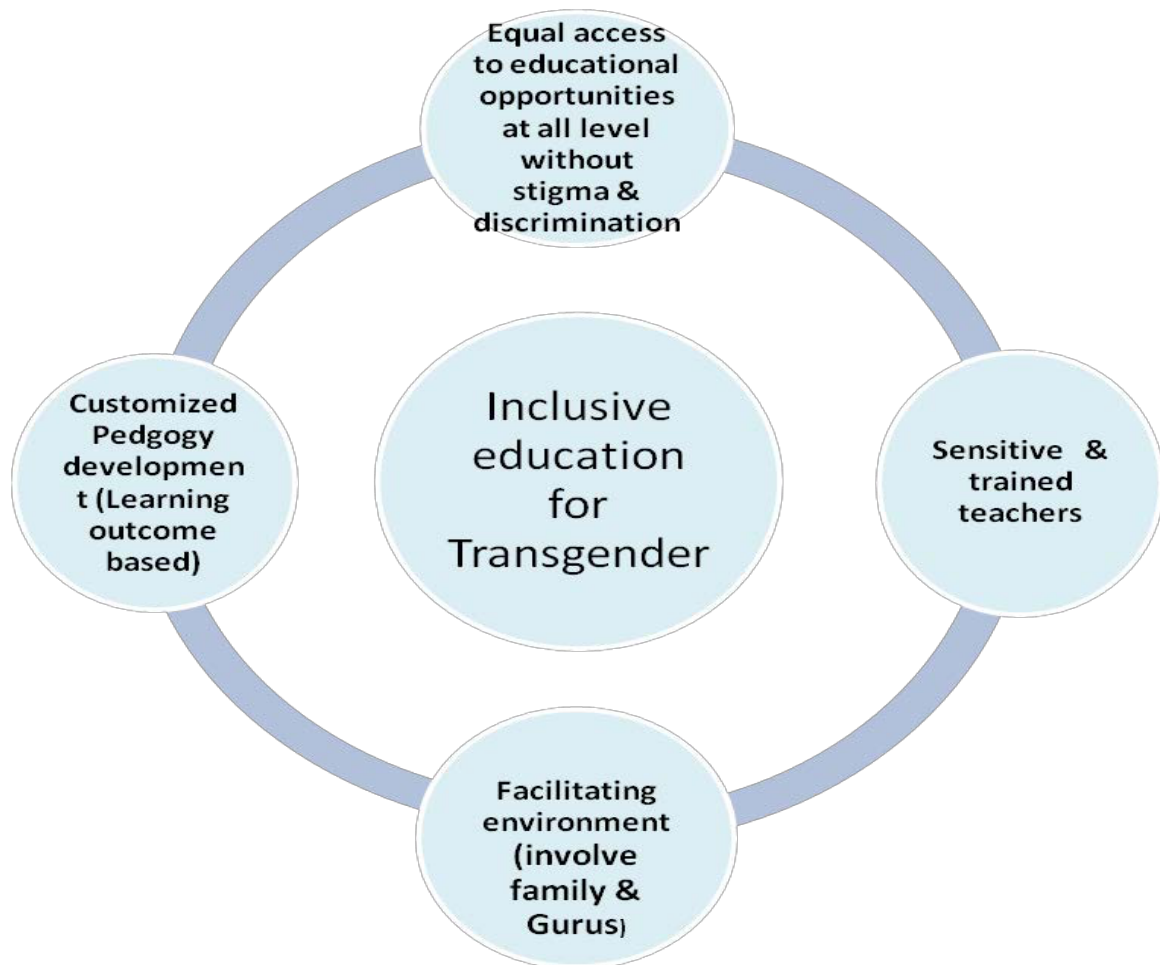 Equal access
to educational
opportunities
at all level
without
stigma &
discrimination
Customized
Pedgogy
developmen
t (Learning
outcome
based)
Inclusive
education
for
Transgender
Sensitive &
trained
teachers
Facilitating
environment
(involve
family &
Gurus)